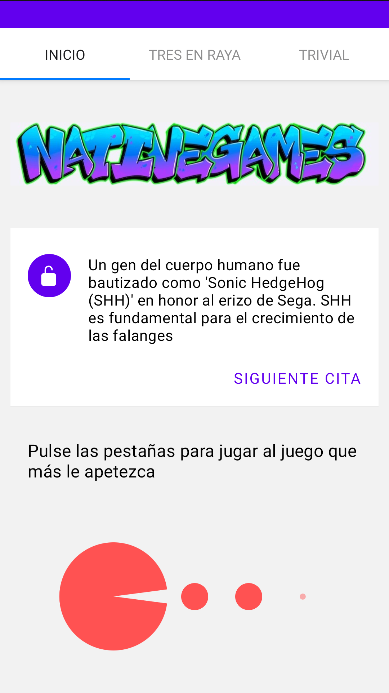 INICIO
TRES EN RAYA
TRIVIAL
NATIVEGAMES
Un gen del cuerpo humano fue
bautizado como 'Sonic HedgeHog
(SHH)' en honor al erizo de Sega. SHH
es fundamental para el crecimiento de
las falanges
SIGUIENTE CITA
Pulse las pestañas para jugar al juego que
más le apetezca